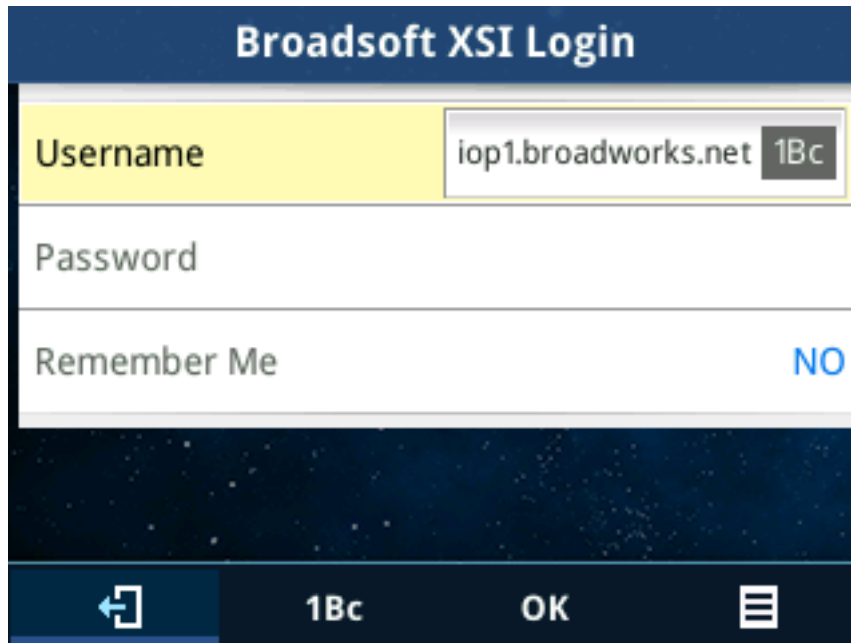 Broadsoft XSI Login
Username iop1.broadworks.net 1Bc
Password
Remember Me NO
1Bc OK